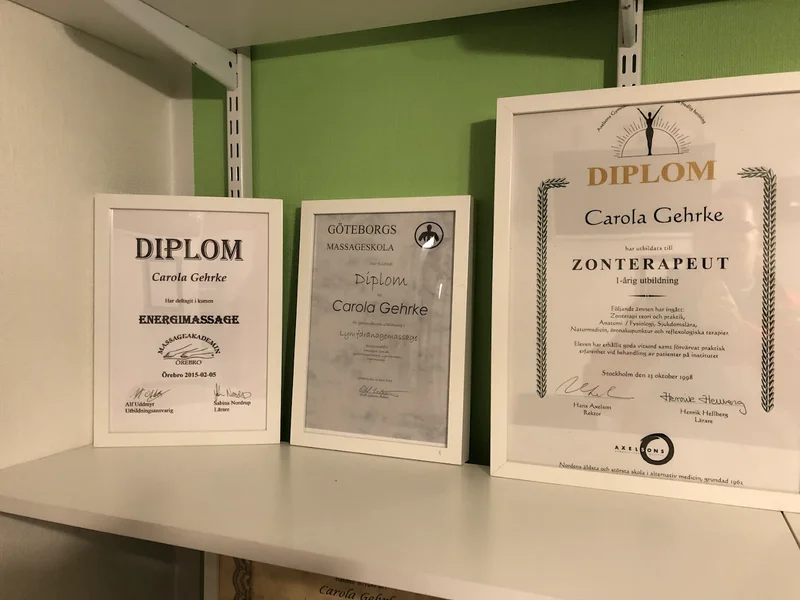 DIPLOM
Carola Gehrke
Har deltagit i kursen
ENERGIMASSAGE
MASSAGEAKADEMIN
ÖREBRO
Örebro 2015-02-05
Alf Uddmyr
Utbildningsansvarig
Sabina Nordrup
Lärare
GÖTEBORGS
MASSAGESKOLA
Diplom
Carola Gehrke
Lymfdränagemassage
DIPLOM
Carola Gehrke
har utbildats till
ZONTERAPEUT
1-årig utbildning
Följande ämnen har ingått:
Zonterapi teori och praktik,
Anatomi / Fysiologi, Sjukdomslära,
Naturmedicin, öronakupunktur och reflexologiska terapier.
Eleven har erhållit goda vitsord samt förvärvat praktisk
erfarenhet vid behandling av patienter på institutet
Stockholm den 23 oktober 1998
Hans Axelson
Rektor
Henrik Hellberg
Lärare
AXELSONS
Nordens äldsta och största skola i alternativ medicin, grundad 1962
Carola Gehrke